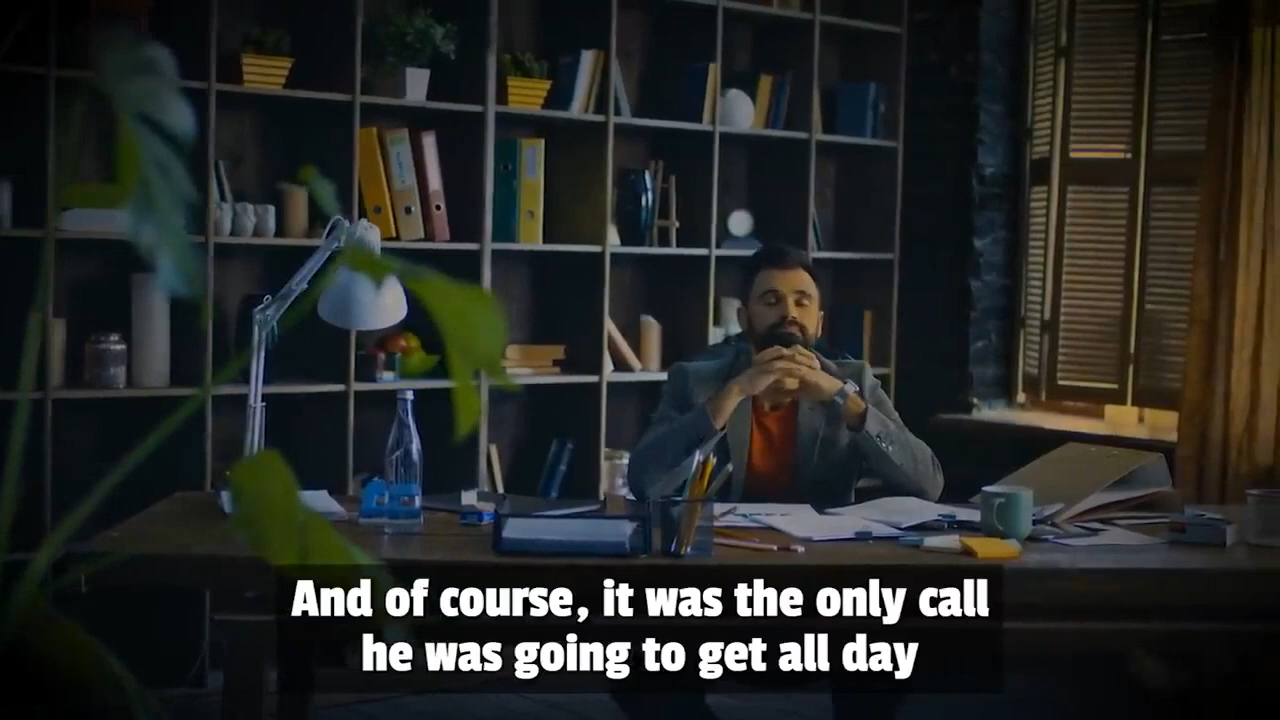 And of course, it was the only call
he was going to get all day